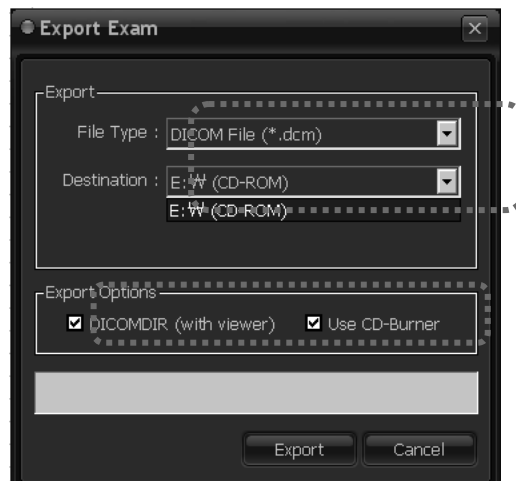 Export Exam
Export
File Type : DICOM File (*.dcm)
Destination : E:₩ (CD-ROM)
E:₩ (CD-ROM)
Export Options
DICOMDIR (with viewer) Use CD-Burner
Export Cancel